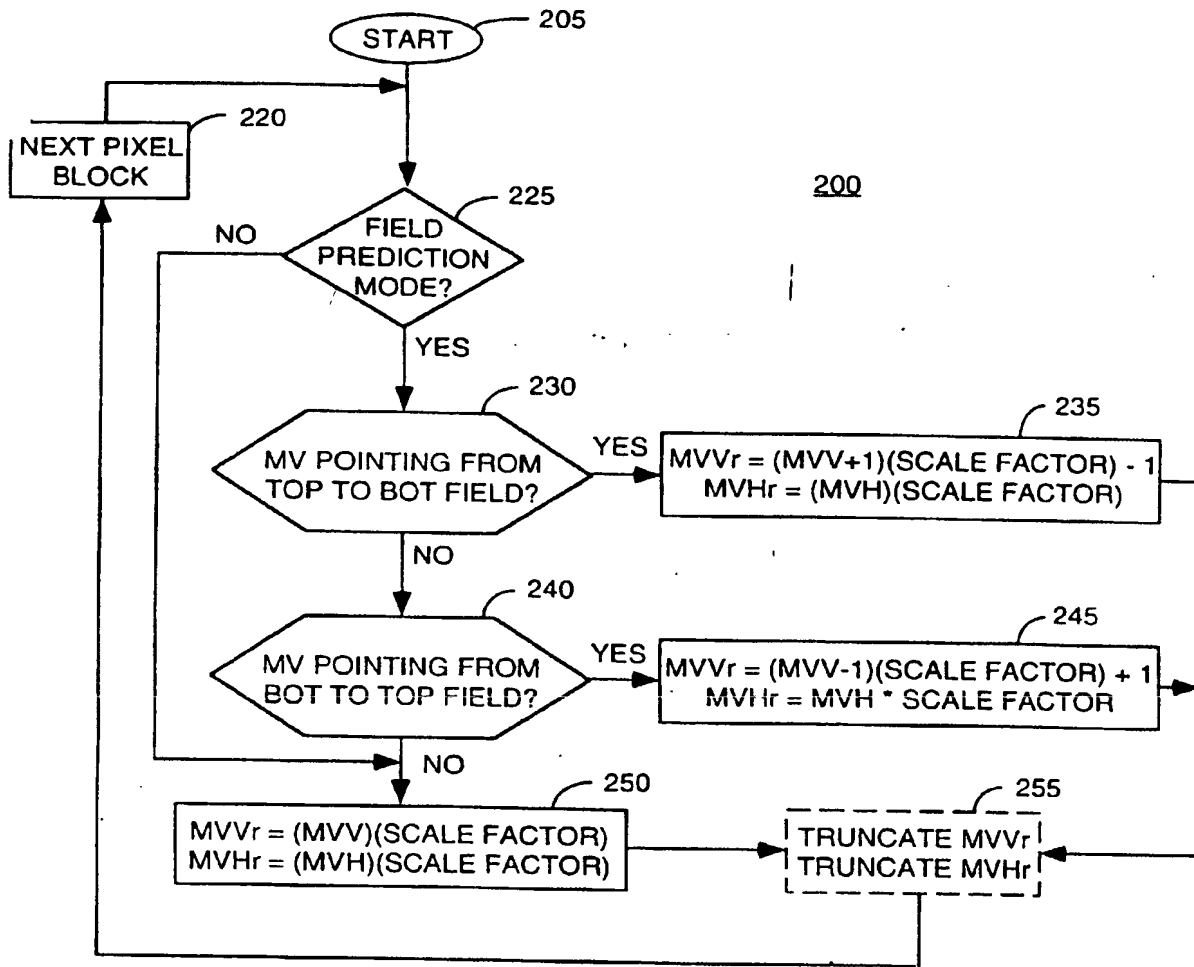 205
START
220
NEXT PIXEL
BLOCK
200
225
NO
FIELD
PREDICTION
MODE?
YES
230
MV POINTING FROM
TOP TO BOT FIELD?
YES
235
MVVr = (MVV+1)(SCALE FACTOR) - 1
MVHr = (MVH)(SCALE FACTOR)
NO
240
MV POINTING FROM
BOT TO TOP FIELD?
YES
245
MVVr = (MVV-1)(SCALE FACTOR) + 1
MVHr = MVH * SCALE FACTOR
NO
250
MVVr = (MVV)(SCALE FACTOR)
MVHr = (MVH)(SCALE FACTOR)
255
TRUNCATE MVVr
TRUNCATE MVHr